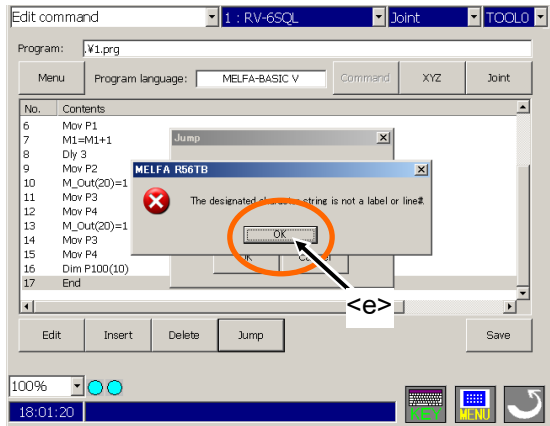 Edit command 1 : RV-6SQL Joint TOOL0
Program: .¥1.prg
Menu Program language: MELFA-BASIC V Command XYZ Joint
No. Contents
6 Mov P1
7 M1=M1+1
8 Dly 3
9 Mov P2
10 M_Out(20)=1
11 Mov P3
12 Mov P4
13 M_Out(20)=1
14 Mov P3
15 Mov P4
16 Dim P100(10)
17 End
Jump
MELFA R56TB
The designated character string is not a label or line#.
OK
OK Cancel
<e>
Edit Insert Delete Jump Save
100%
18:01:20
KEY MENU